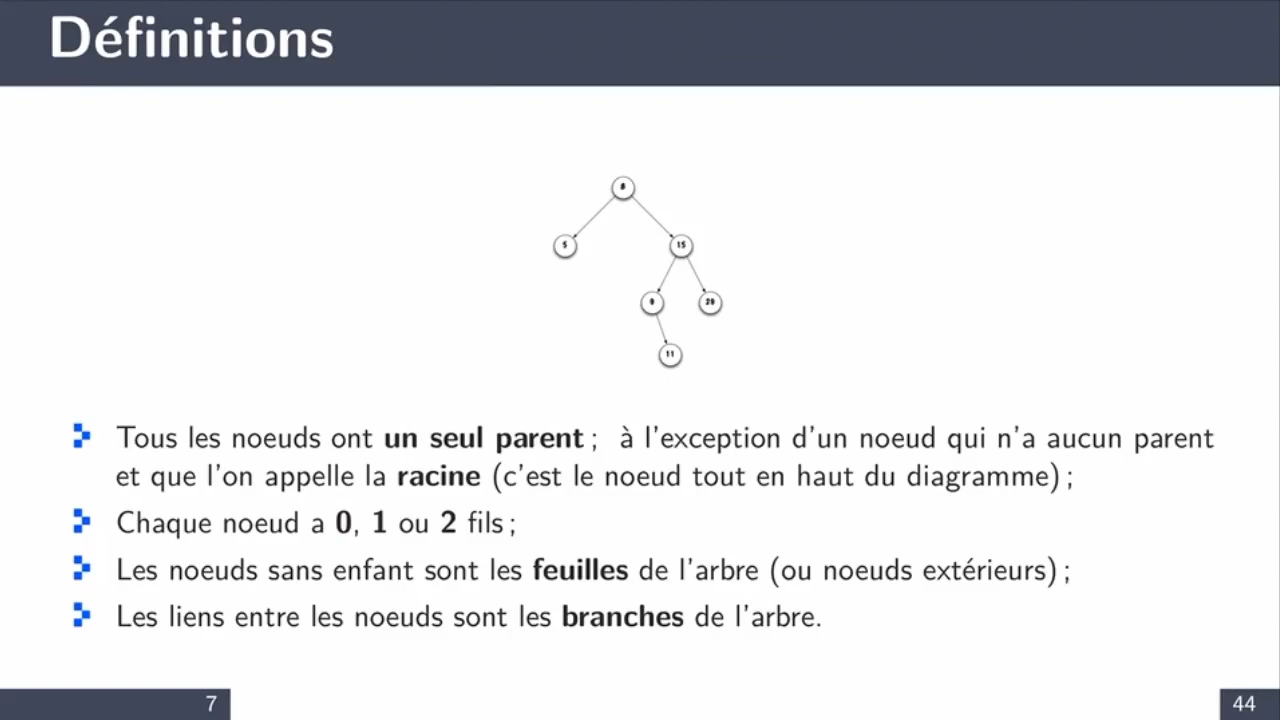 Définitions
8
5
15
9
20
11
Tous les noeuds ont un seul parent ; à l'exception d'un noeud qui n'a aucun parent
et que l'on appelle la racine (c'est le noeud tout en haut du diagramme) ;
Chaque noeud a 0, 1 ou 2 fils ;
Les noeuds sans enfant sont les feuilles de l'arbre (ou noeuds extérieurs) ;
Les liens entre les noeuds sont les branches de l'arbre.
7
44